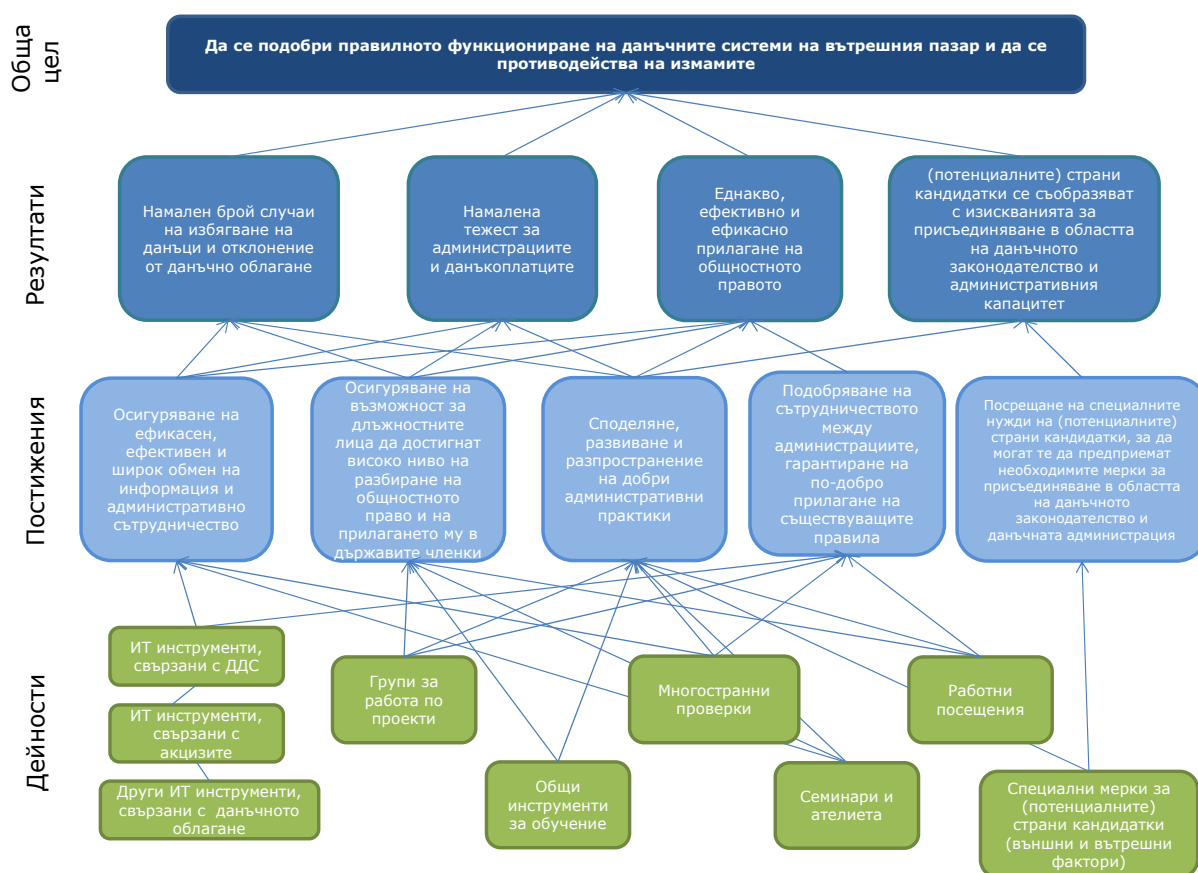 Обща
цел
Да се подобри правилното функциониране на данъчните системи на вътрешния пазар и да се
противодейства на измамите
Резултати
Намален брой случаи
на избягване на
данъци и отклонение
от данъчно облагане
Намалена
тежест за
администрациите
и данъкоплатците
Еднакво,
ефективно и
ефикасно прилагане на
общностното
правото
(потенциалните) страни
кандидатки се съобразяват
с изискванията за
присъединяване в областта
на данъчното
законодателство и
административния
капацитет
Постижения
Осигуряване на
ефикасен,
ефективен и
широк обмен на
информация и
административно
сътрудничество
Осигуряване на
възможност за
длъжностните
лица да достигнат
високо ниво на
разбиране на
общностното
право и на
прилагането му в
държавите членки
Споделяне,
развиване и
разпространение
на добри
административни
практики
Подобряване на
сътрудничеството
между
администрациите,
гарантиране на
по-добро
прилагане на
съществуващите
правила
Посрещане на специалните
нужди на (потенциалните)
страни кандидатки, за да
могат те да предприемат
необходимите мерки за
присъединяване в областта
на данъчното
законодателство и
данъчната администрация
Дейности
ИТ инструменти,
свързани с ДДС
ИТ инструменти,
свързани с
акцизите
Други ИТ инструменти,
свързани с данъчното
облагане
Групи за
работа по
проекти
Общи
инструменти
за обучение
Многостранни
проверки
Семинари и
ателиета
Работни
посещения
Специални мерки за
(потенциалните)
страни кандидатки
(външни и вътрешни
фактори)